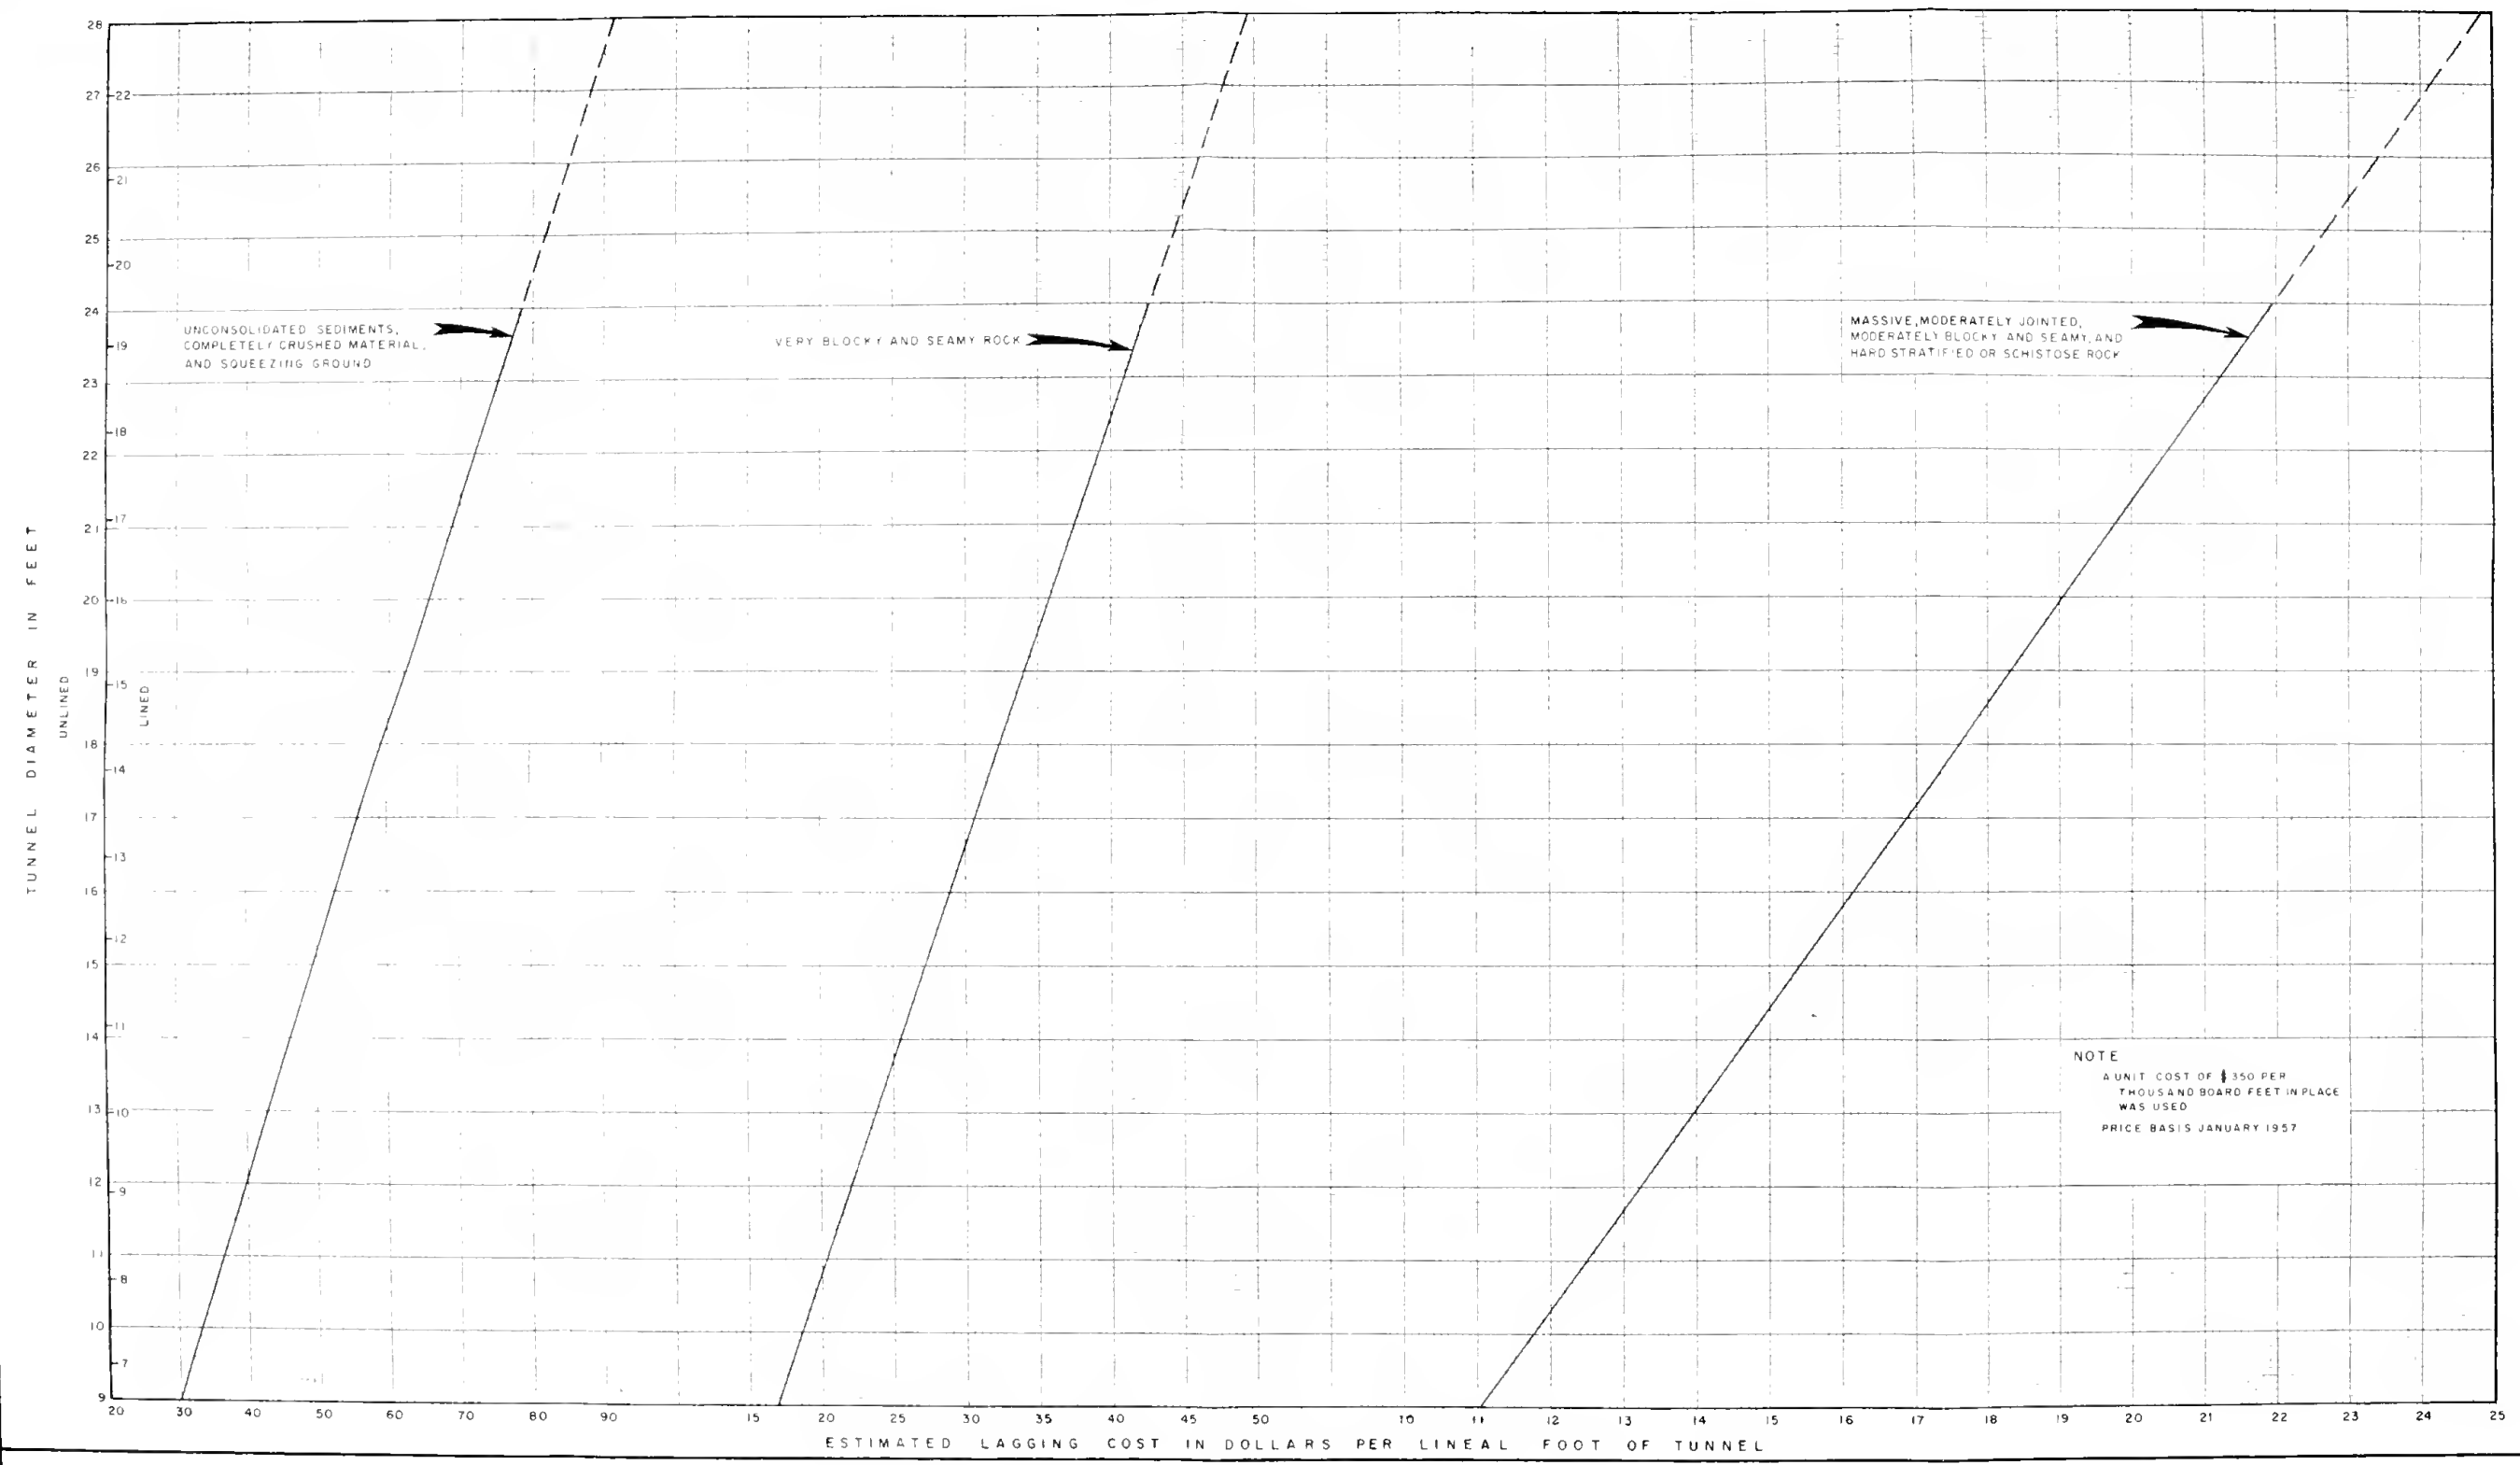 28
27 22
26
21
25
20
24
19
23
18
22
17
21
20 16
19
15
18
14
17
13
16
12
15
11
14
13 10
12
9
11
8
10
7
9
TUNNEL DIAMETER IN FEET
UNLINED
LINED
UNCONSOLIDATED SEDIMENTS,
COMPLETELY CRUSHED MATERIAL,
AND SQUEEZING GROUND
VERY BLOCKY AND SEAMY ROCK
MASSIVE, MODERATELY JOINTED,
MODERATELY BLOCKY AND SEAMY, AND
HARD STRATIFIED OR SCHISTOSE ROCK
NOTE
A UNIT COST OF $350 PER
THOUSAND BOARD FEET IN PLACE
WAS USED
PRICE BASIS JANUARY 1957
20 30 40 50 60 70 80 90 15 20 25 30 35 40 45 50 10 11 12 13 14 15 16 17 18 19 20 21 22 23 24 25
ESTIMATED LAGGING COST IN DOLLARS PER LINEAL FOOT OF TUNNEL